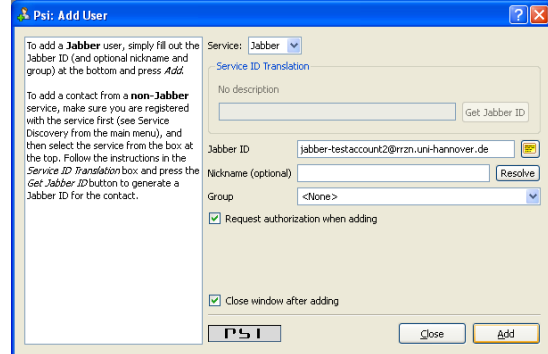 Psi: Add User
To add a Jabber user, simply fill out the
Jabber ID (and optional nickname and
group) at the bottom and press Add.
To add a contact from a non-Jabber
service, make sure you are registered
with the service first (see Service
Discovery from the main menu), and
then select the service from the box at
the top. Follow the instructions in the
Service ID Translation box and press the
Get Jabber ID button to generate a
Jabber ID for the contact.
Service: Jabber
Service ID Translation
No description
Get Jabber ID
Jabber ID jabber-testaccount2@rrzn.uni-hannover.de
Nickname (optional) Resolve
Group <None>
Request authorization when adding
Close window after adding
PSI Close Add